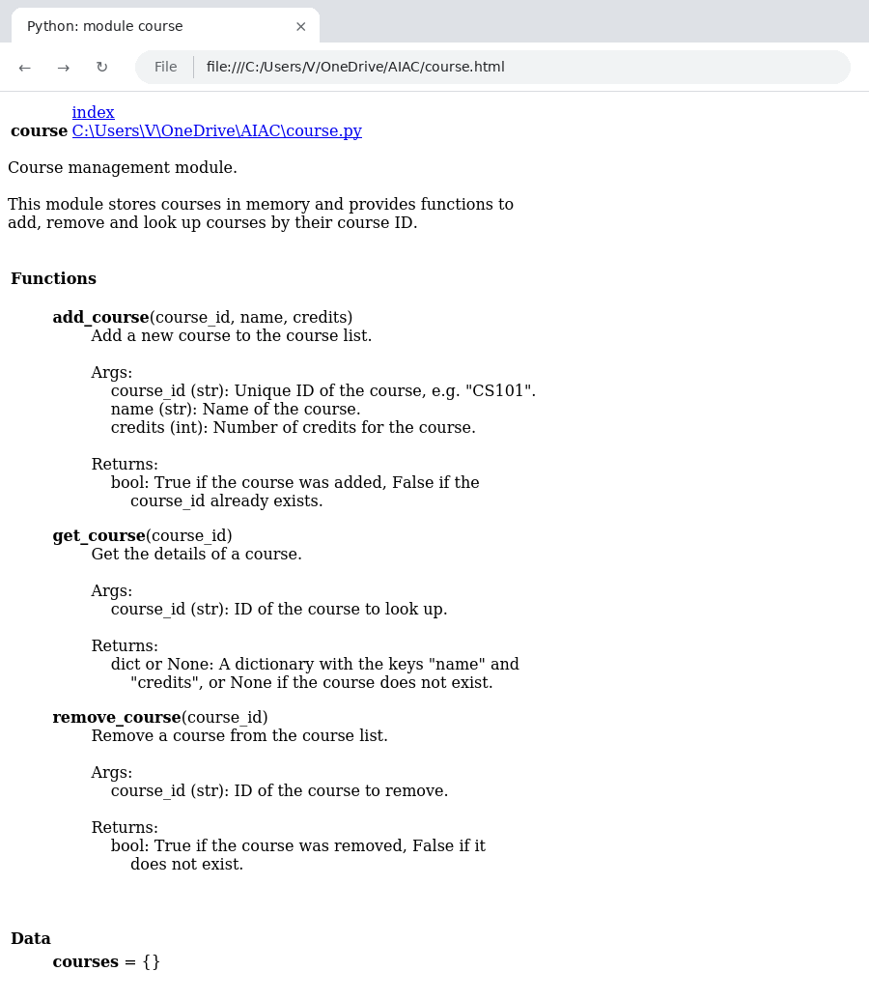 Python: module course
File file:///C:/Users/V/OneDrive/AIAC/course.html
index
course C:\Users\V\OneDrive\AIAC\course.py
Course management module.
This module stores courses in memory and provides functions to
add, remove and look up courses by their course ID.
Functions
add_course(course_id, name, credits)
Add a new course to the course list.
Args:
course_id (str): Unique ID of the course, e.g. "CS101".
name (str): Name of the course.
credits (int): Number of credits for the course.
Returns:
bool: True if the course was added, False if the
course_id already exists.
get_course(course_id)
Get the details of a course.
Args:
course_id (str): ID of the course to look up.
Returns:
dict or None: A dictionary with the keys "name" and
"credits", or None if the course does not exist.
remove_course(course_id)
Remove a course from the course list.
Args:
course_id (str): ID of the course to remove.
Returns:
bool: True if the course was removed, False if it
does not exist.
Data
courses = {}